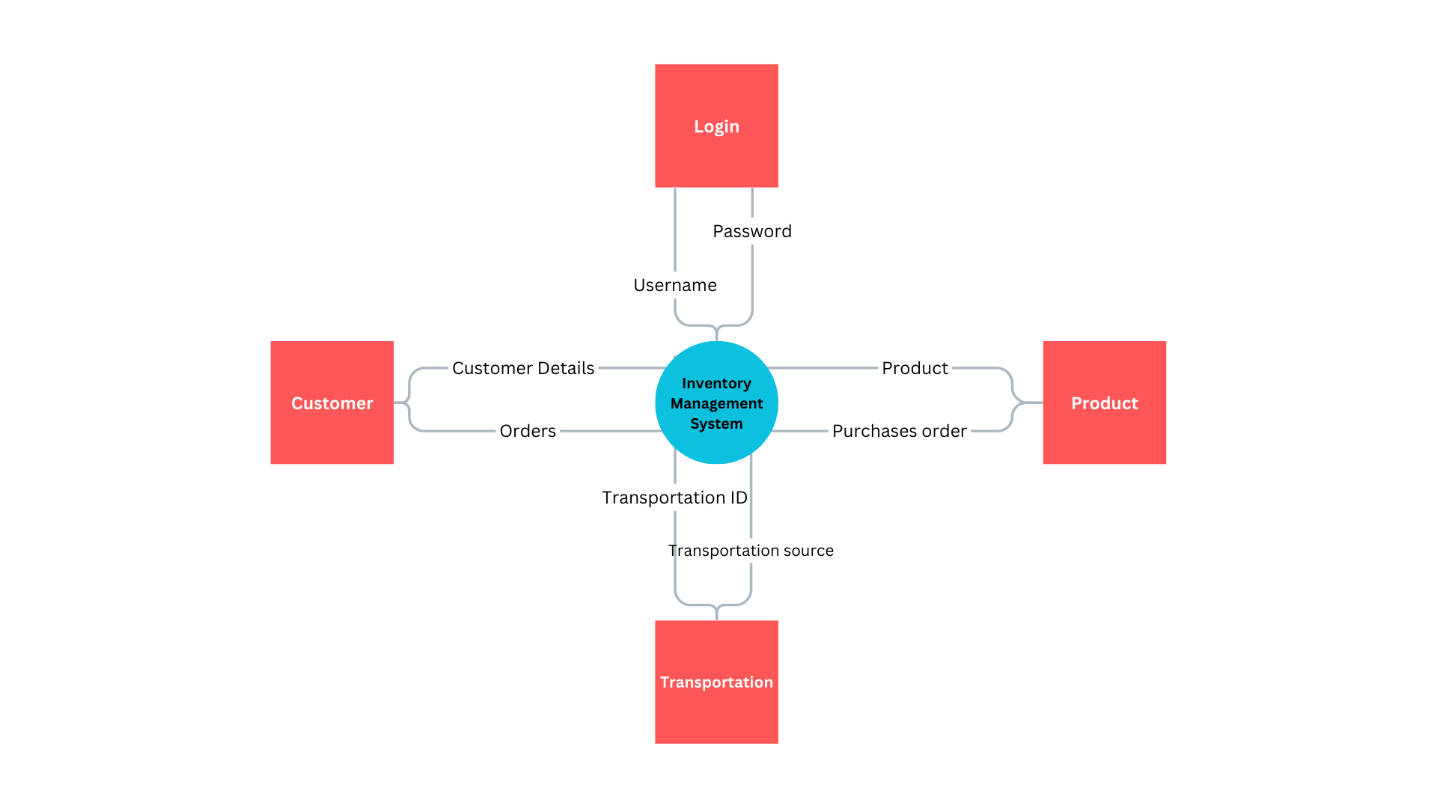 Login
Password
Username
Customer Details
Product
Inventory
Management
System
Customer
Product
Orders
Purchases order
Transportation ID
Transportation source
Transportation